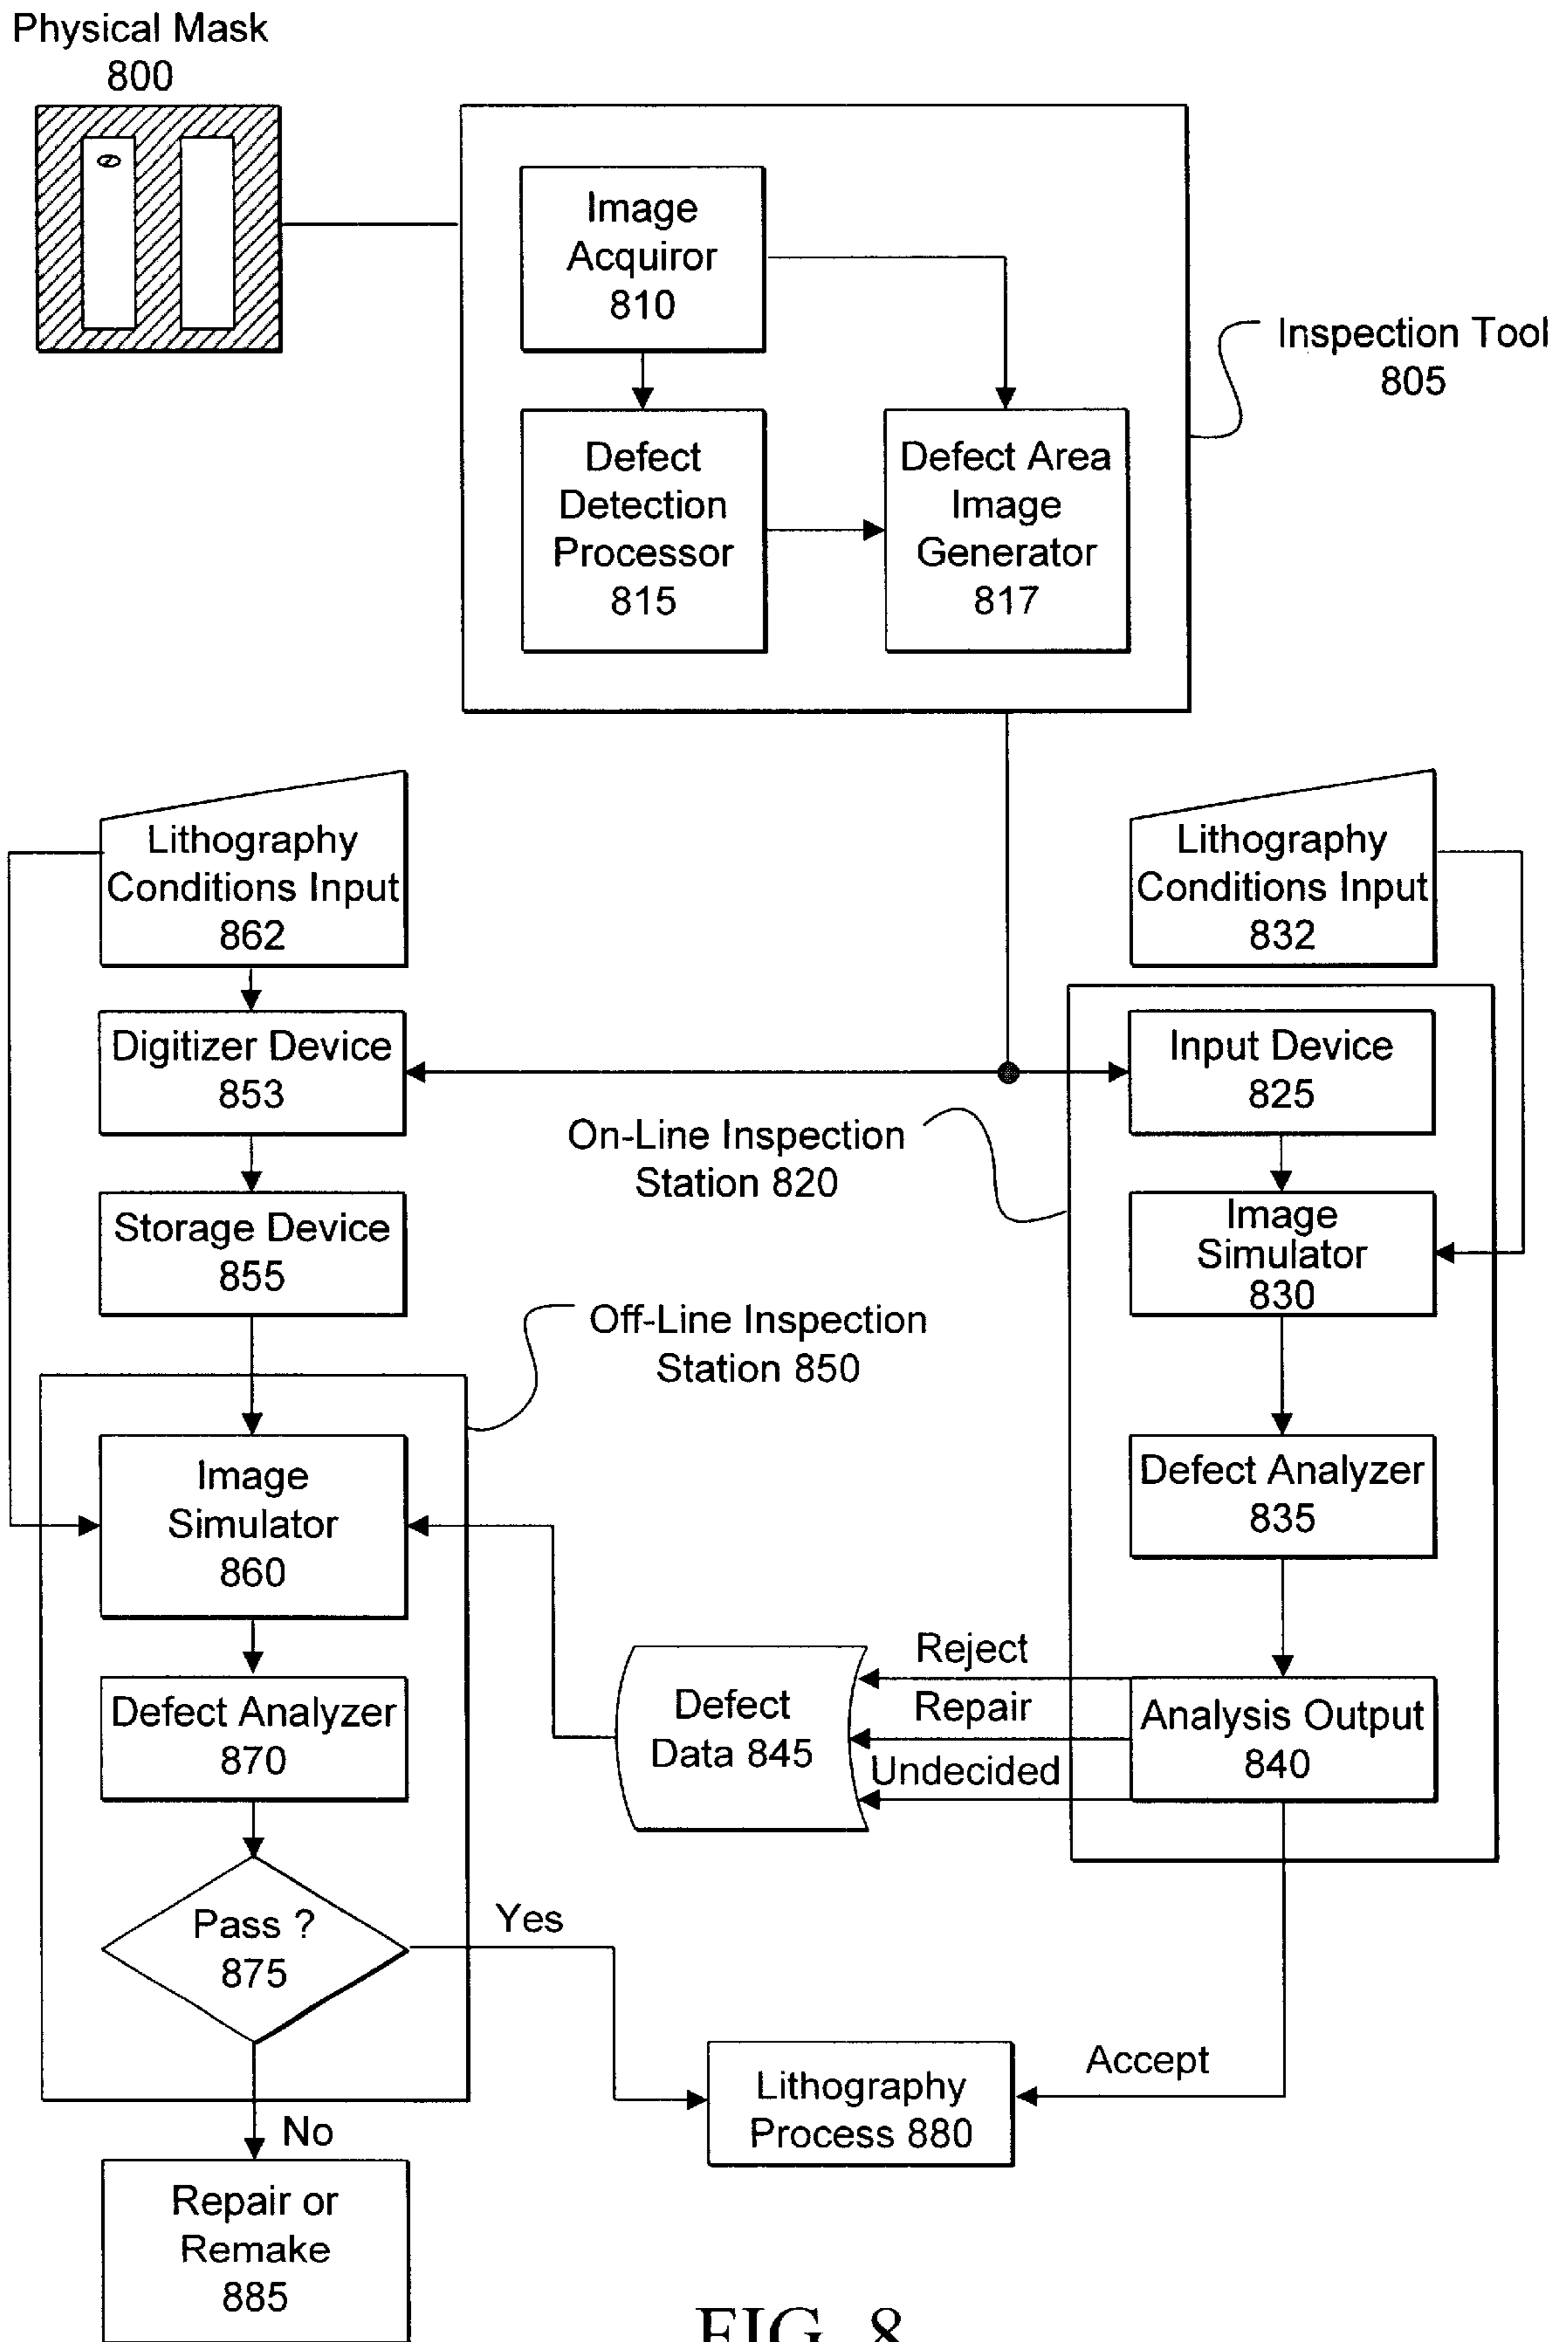 Physical Mask
800
Image
Acquiror
810
Inspection Tool
805
Defect
Detection
Processor
815
Defect Area
Image
Generator
817
Lithography
Conditions Input
862
Lithography
Conditions Input
832
Digitizer Device
853
Input Device
825
On-Line Inspection
Station 820
Storage Device
855
Image
Simulator
830
Off-Line Inspection
Station 850
Image
Simulator
860
Defect Analyzer
835
Reject
Repair
Undecided
Defect
Data 845
Analysis Output
840
Defect Analyzer
870
Pass ?
875
Yes
Accept
Lithography
Process 880
No
Repair or
Remake
885
FIG. 8